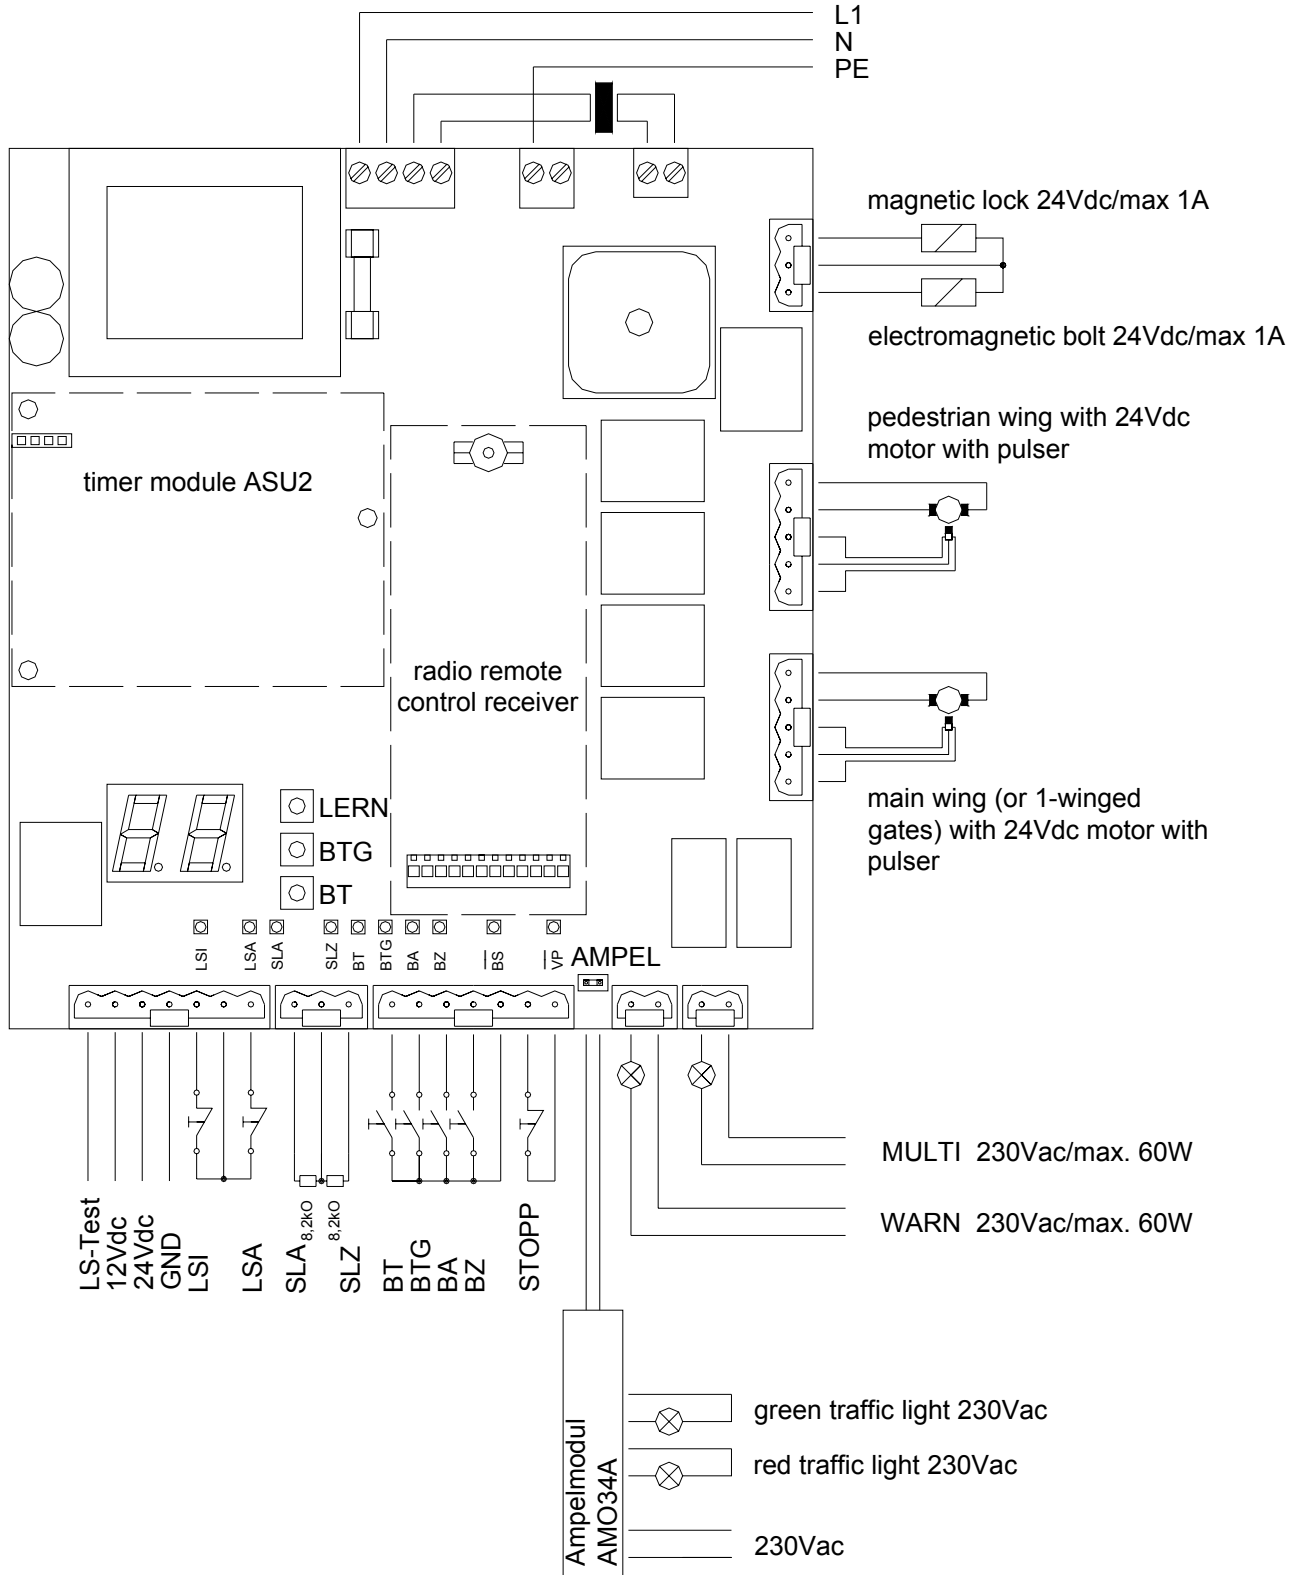 L1
N
PE
magnetic lock 24Vdc/max 1A
electromagnetic bolt 24Vdc/max 1A
pedestrian wing with 24Vdc
motor with pulser
timer module ASU2
radio remote
control receiver
main wing (or 1-winged
gates) with 24Vdc motor with
pulser
LERN
BTG
BT
LSI
LSA
SLA
SLZ
BT
BTG
BA
BZ
BS
VP
AMPEL
MULTI 230Vac/max. 60W
WARN 230Vac/max. 60W
LS-Test
12Vdc
24Vdc
GND
LSI
LSA
SLA
8,2kO
8,2kO
SLZ
BT
BTG
BA
BZ
STOPP
Ampelmodul
AMO34A
green traffic light 230Vac
red traffic light 230Vac
230Vac